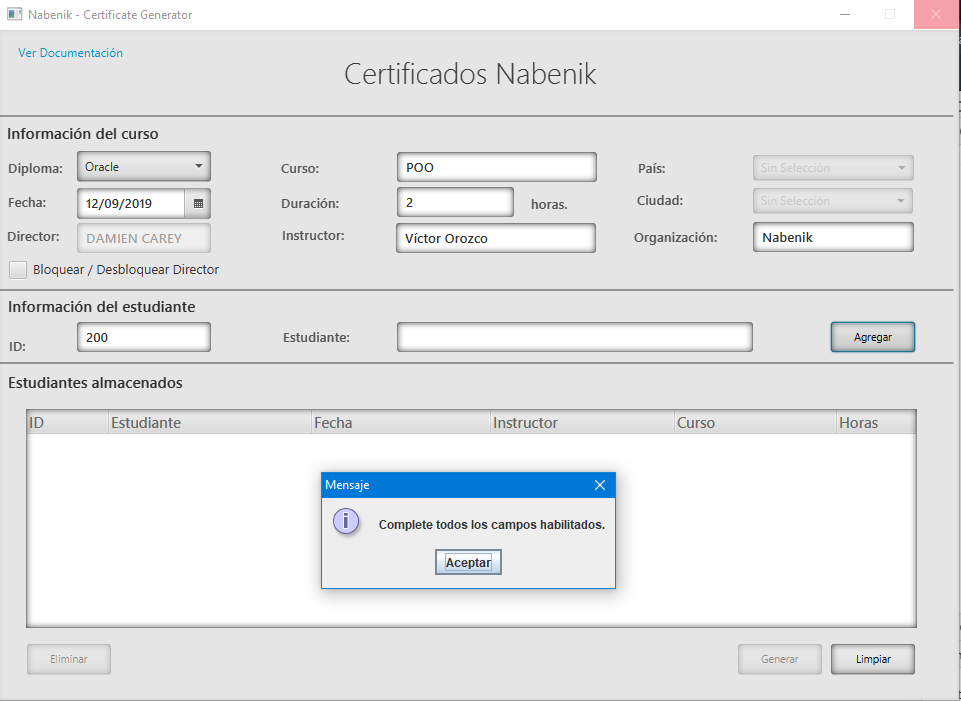 Nabenik - Certificate Generator
Ver Documentación
Certificados Nabenik
Información del curso
Diploma: Oracle Curso: POO País: Sin Selección
Fecha: 12/09/2019 Duración: 2 horas. Ciudad: Sin Selección
Director: DAMIEN CAREY Instructor: Víctor Orozco Organización: Nabenik
Bloquear / Desbloquear Director
Información del estudiante
ID: 200 Estudiante: Agregar
Estudiantes almacenados
ID Estudiante Fecha Instructor Curso Horas
Mensaje
Complete todos los campos habilitados.
Aceptar
Eliminar Generar Limpiar